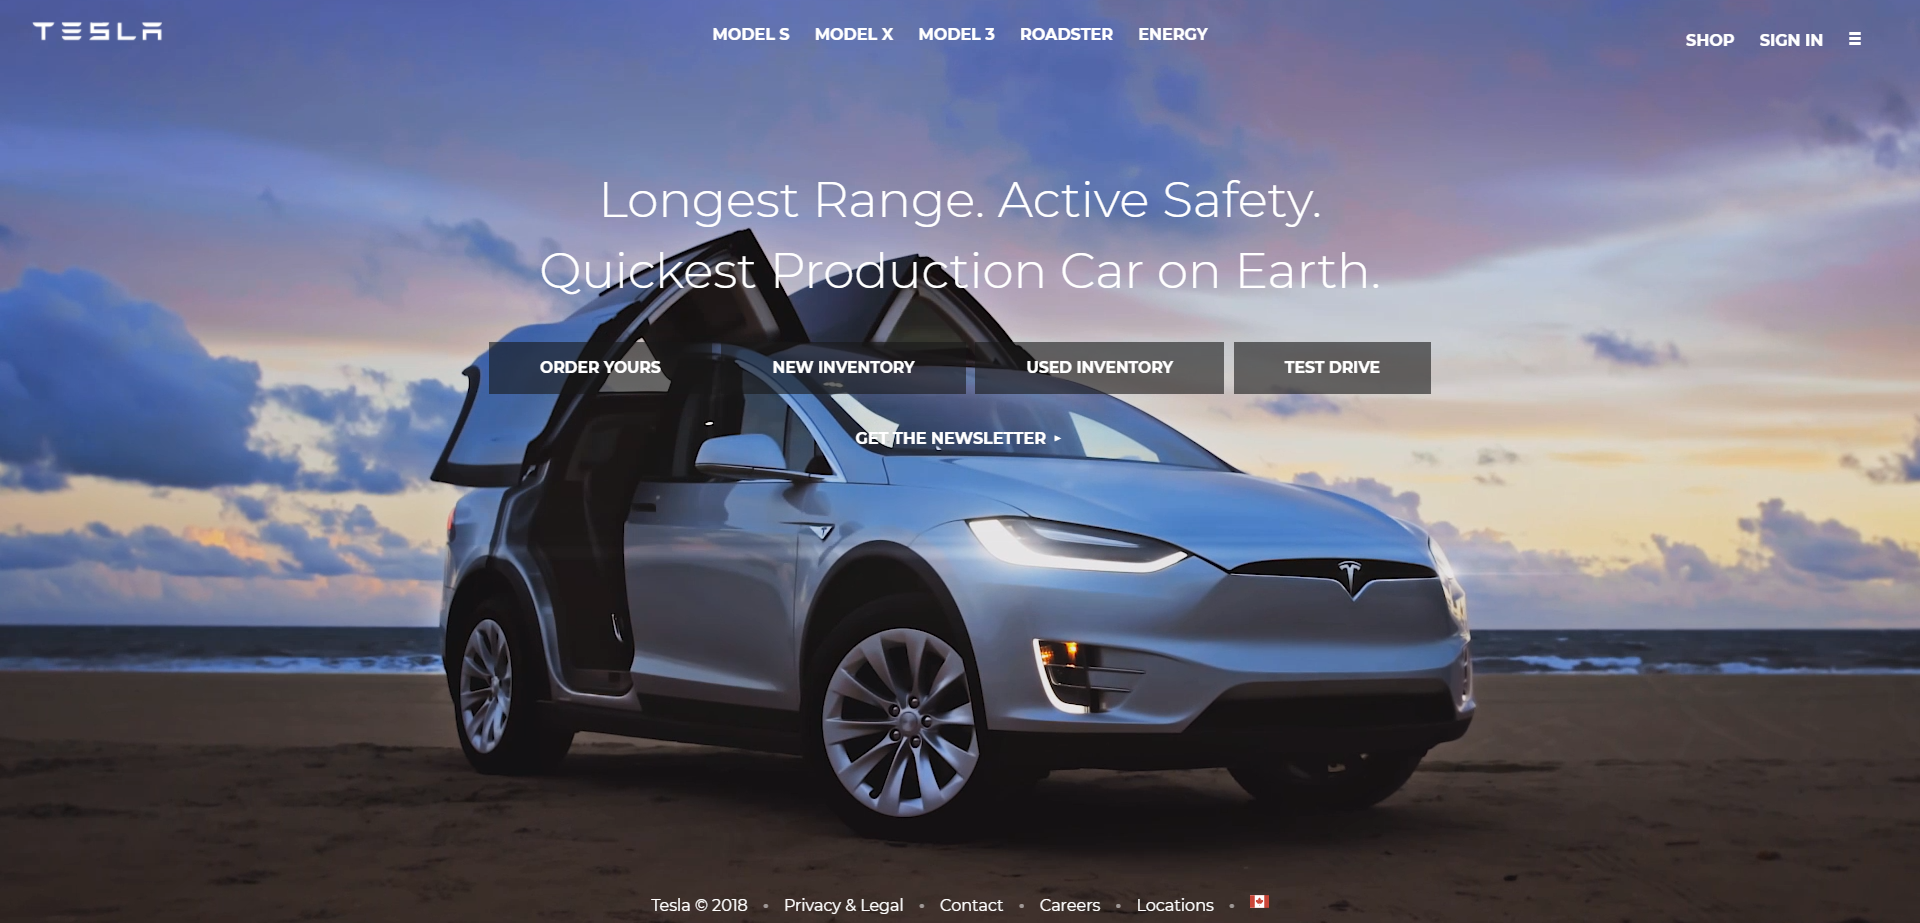 TESLA
MODEL S MODEL X MODEL 3 ROADSTER ENERGY
SHOP SIGN IN
Longest Range. Active Safety.
Quickest Production Car on Earth.
ORDER YOURS NEW INVENTORY USED INVENTORY TEST DRIVE
GET THE NEWSLETTER ▸
Tesla © 2018 • Privacy & Legal • Contact • Careers • Locations •